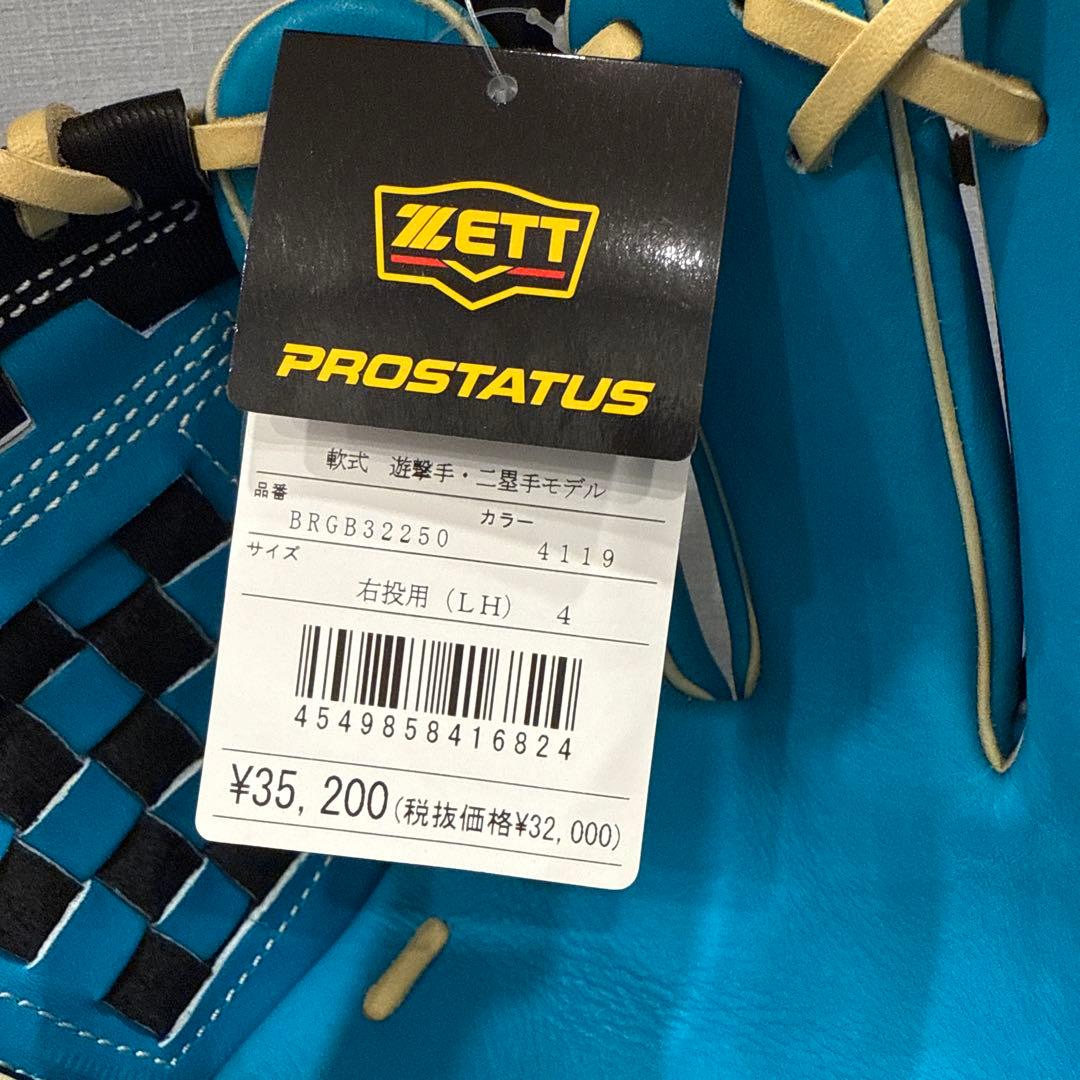 ZETT
PROSTATUS
軟式 遊撃手・二塁手モデル
品番 カラー
BRGB32250 4119
サイズ
右投用(LH) 4
4549858416824
¥35,200(税抜価格¥32,000)